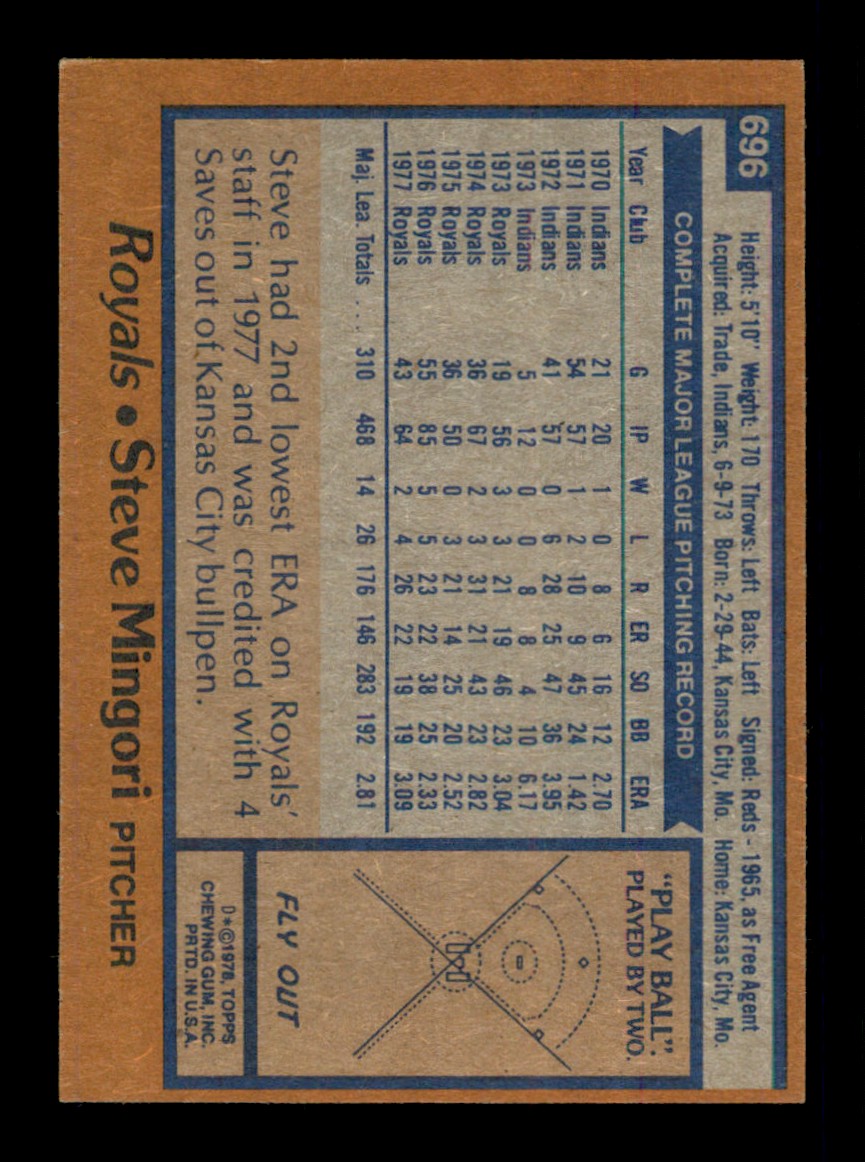 696
Height: 5'10" Weight: 170 Throws: Left Bats: Left Signed: Reds - 1965, as Free Agent
Acquired: Trade, Indians, 6-9-73 Born: 2-29-44, Kansas City, Mo. Home: Kansas City, Mo.
COMPLETE MAJOR LEAGUE PITCHING RECORD
Year Club G IP W L R ER SO BB ERA
1970 Indians 21 20 1 0 8 6 16 12 2.70
1971 Indians 54 57 1 2 10 9 45 24 1.42
1972 Indians 41 57 0 6 28 25 47 36 3.95
1973 Indians 5 12 0 0 8 8 4 10 6.17
1973 Royals 19 56 3 3 21 19 46 23 3.04
1974 Royals 36 67 2 3 31 21 43 23 2.82
1975 Royals 36 50 0 3 21 14 25 20 2.52
1976 Royals 55 85 5 5 23 22 38 25 2.33
1977 Royals 43 64 2 4 26 22 19 19 3.09
Maj. Lea. Totals . . . 310 468 14 26 176 146 283 192 2.81
Steve had 2nd lowest ERA on Royals'
staff in 1977 and was credited with 4
Saves out of Kansas City bullpen.
"PLAY BALL":
PLAYED BY TWO.
FLY OUT
D*©1978, TOPPS
CHEWING GUM, INC.
PRTD. IN U.S.A.
Royals • Steve Mingori PITCHER